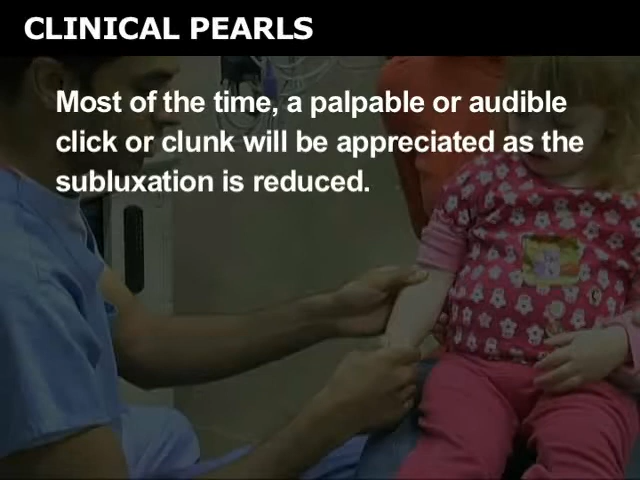 CLINICAL PEARLS
Most of the time, a palpable or audible
click or clunk will be appreciated as the
subluxation is reduced.